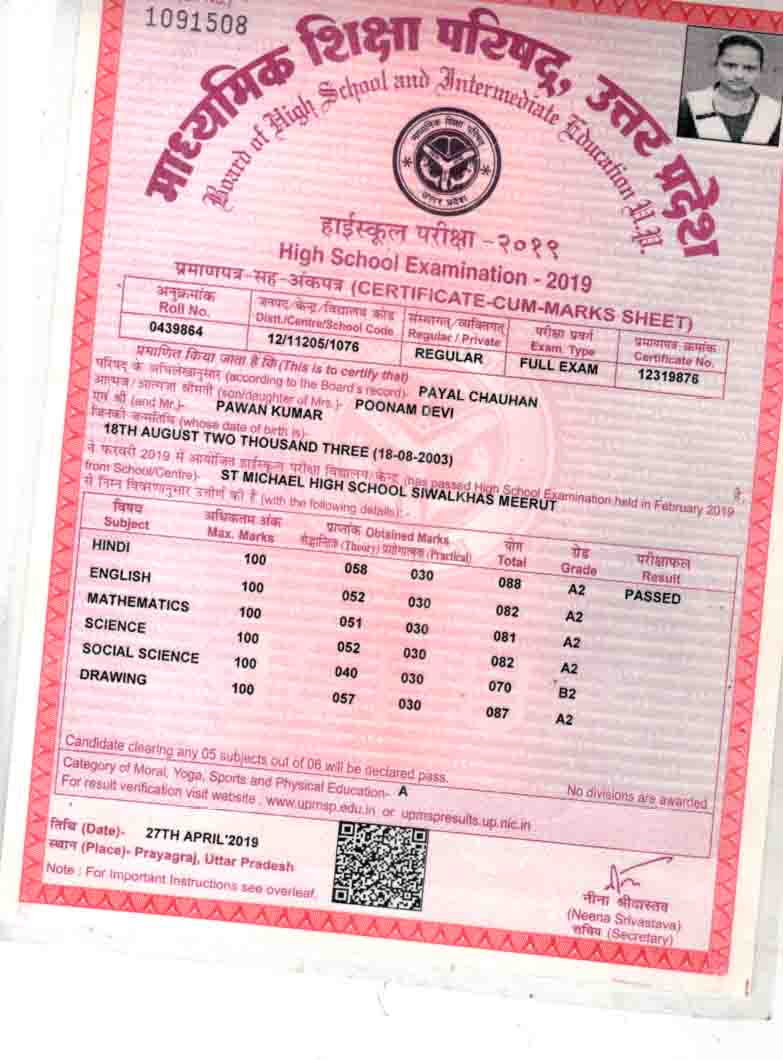 1091508
माध्यमिक शिक्षा परिषद्, उत्तर प्रदेश
Board of High School and Intermediate Education U.P.
माध्यमिक शिक्षा परिषद्
उत्तर प्रदेश
हाईस्कूल परीक्षा -२०१९
High School Examination - 2019
प्रमाणपत्र-सह-अंकपत्र (CERTIFICATE-CUM-MARKS SHEET)
अनुक्रमांक जनपद/केन्द्र/विद्यालय कोड संस्थागत/व्यक्तिगत परीक्षा प्रवर्ग प्रमाणपत्र क्रमांक
Roll No. Distt./Centre/School Code Regular / Private Exam. Type Certificate No.
0439864 12/11205/1076 REGULAR FULL EXAM 12319876
प्रमाणित किया जाता है कि (This is to certify that)
परिषद् के अभिलेखानुसार (according to the Board's record)- PAYAL CHAUHAN
आत्मज/आत्मजा श्रीमती (son/daughter of Mrs.)- POONAM DEVI
एवं श्री (and Mr.)- PAWAN KUMAR
जिनकी जन्मतिथि (whose date of birth is)-
18TH AUGUST TWO THOUSAND THREE (18-08-2003) है,
ने फरवरी 2019 में आयोजित हाईस्कूल परीक्षा विद्यालय/केन्द्र (has passed High School Examination held in February 2019
from School/Centre)- ST MICHAEL HIGH SCHOOL SIWALKHAS MEERUT
से निम्न विवरणानुसार उत्तीर्ण की है (with the following details):-
विषय अधिकतम अंक प्राप्तांक Obtained Marks योग ग्रेड परीक्षाफल
Subject Max. Marks सैद्धान्तिक (Theory) प्रयोगात्मक (Practical) Total Grade Result
HINDI 100 058 030 088 A2 PASSED
ENGLISH 100 052 030 082 A2
MATHEMATICS 100 051 030 081 A2
SCIENCE 100 052 030 082 A2
SOCIAL SCIENCE 100 040 030 070 B2
DRAWING 100 057 030 087 A2
Candidate clearing any 05 subjects out of 06 will be declared pass.
Category of Moral, Yoga, Sports and Physical Education- A No divisions are awarded
For result verification visit website : www.upmsp.edu.in or upmspresults.up.nic.in
तिथि (Date)- 27TH APRIL'2019
स्थान (Place)- Prayagraj, Uttar Pradesh
Note : For Important Instructions see overleaf.
नीना श्रीवास्तव
(Neena Srivastava)
सचिव (Secretary)